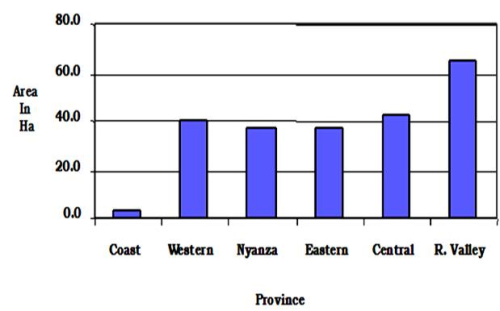 80.0
60.0
40.0
20.0
0.0
Area
In
Ha
Coast Western Nyanza Eastern Central R. Valley
Province